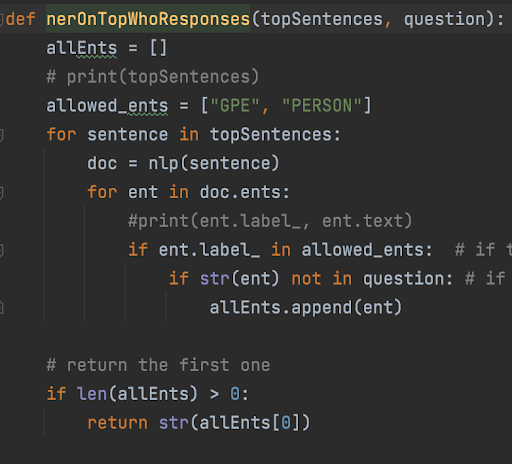 def nerOnTopWhoResponses(topSentences, question):
    allEnts = []
    # print(topSentences)
    allowed_ents = ["GPE", "PERSON"]
    for sentence in topSentences:
        doc = nlp(sentence)
        for ent in doc.ents:
            #print(ent.label_, ent.text)
            if ent.label_ in allowed_ents:  # if
                if str(ent) not in question: # if
                    allEnts.append(ent)
    # return the first one
    if len(allEnts) > 0:
        return str(allEnts[0])